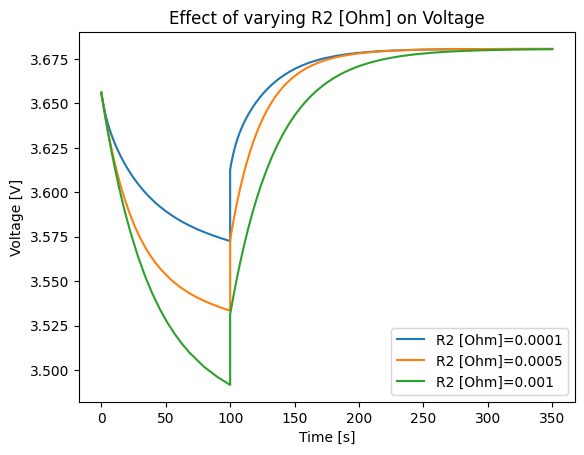 Effect of varying R2 [Ohm] on Voltage
Voltage [V]
3.675
3.650
3.625
3.600
3.575
3.550
3.525
3.500
R2 [Ohm]=0.0001
R2 [Ohm]=0.0005
R2 [Ohm]=0.001
0 50 100 150 200 250 300 350
Time [s]